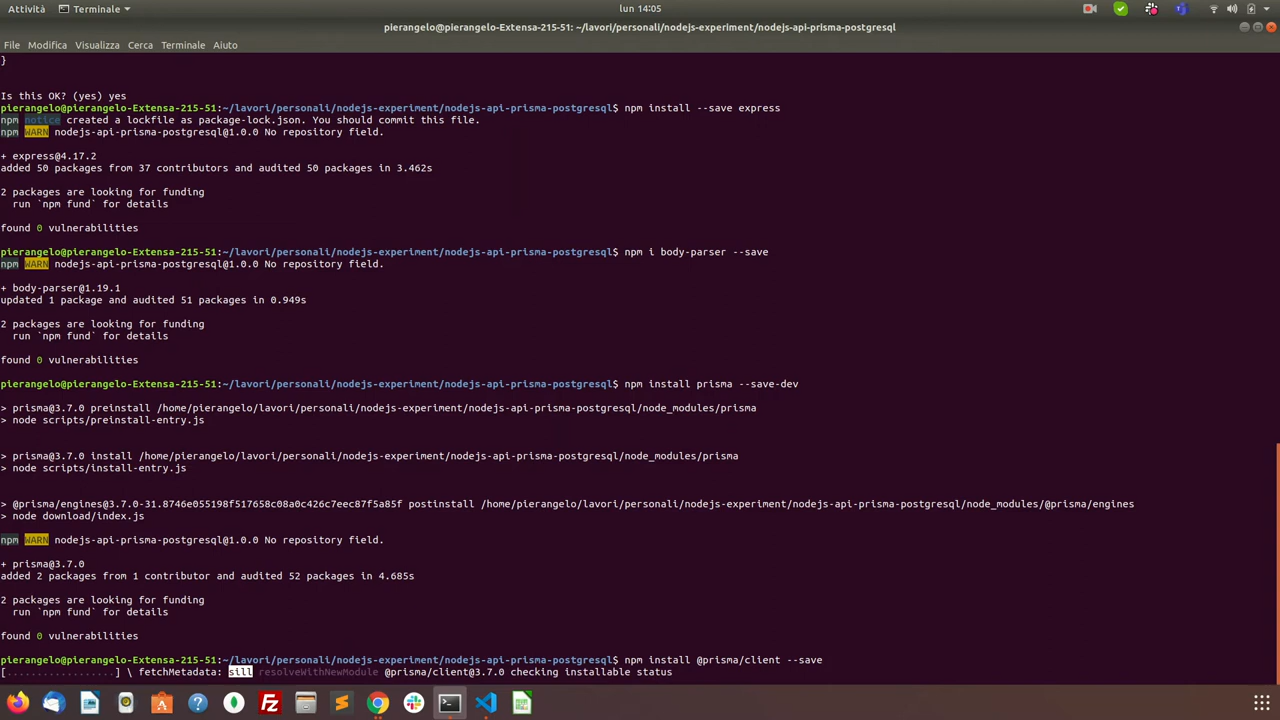 Attività
Terminale
lun 14:05
pierangelo@pierangelo-Extensa-215-51: ~/lavori/personali/nodejs-experiment/nodejs-api-prisma-postgresql
File Modifica Visualizza Cerca Terminale Aiuto
}
Is this OK? (yes) yes
pierangelo@pierangelo-Extensa-215-51:~/lavori/personali/nodejs-experiment/nodejs-api-prisma-postgresql$ npm install --save express
npm notice created a lockfile as package-lock.json. You should commit this file.
npm WARN nodejs-api-prisma-postgresql@1.0.0 No repository field.
+ express@4.17.2
added 50 packages from 37 contributors and audited 50 packages in 3.462s
2 packages are looking for funding
run `npm fund` for details
found 0 vulnerabilities
pierangelo@pierangelo-Extensa-215-51:~/lavori/personali/nodejs-experiment/nodejs-api-prisma-postgresql$ npm i body-parser --save
npm WARN nodejs-api-prisma-postgresql@1.0.0 No repository field.
+ body-parser@1.19.1
updated 1 package and audited 51 packages in 0.949s
2 packages are looking for funding
run `npm fund` for details
found 0 vulnerabilities
pierangelo@pierangelo-Extensa-215-51:~/lavori/personali/nodejs-experiment/nodejs-api-prisma-postgresql$ npm install prisma --save-dev
> prisma@3.7.0 preinstall /home/pierangelo/lavori/personali/nodejs-experiment/nodejs-api-prisma-postgresql/node_modules/prisma
> node scripts/preinstall-entry.js
> prisma@3.7.0 install /home/pierangelo/lavori/personali/nodejs-experiment/nodejs-api-prisma-postgresql/node_modules/prisma
> node scripts/install-entry.js
> @prisma/engines@3.7.0-31.8746e055198f517658c08a0c426c7eec87f5a85f postinstall /home/pierangelo/lavori/personali/nodejs-experiment/nodejs-api-prisma-postgresql/node_modules/@prisma/engines
> node download/index.js
npm WARN nodejs-api-prisma-postgresql@1.0.0 No repository field.
+ prisma@3.7.0
added 2 packages from 1 contributor and audited 52 packages in 4.685s
2 packages are looking for funding
run `npm fund` for details
found 0 vulnerabilities
pierangelo@pierangelo-Extensa-215-51:~/lavori/personali/nodejs-experiment/nodejs-api-prisma-postgresql$ npm install @prisma/client --save
[..................] \ fetchMetadata: sill resolveWithNewModule @prisma/client@3.7.0 checking installable status